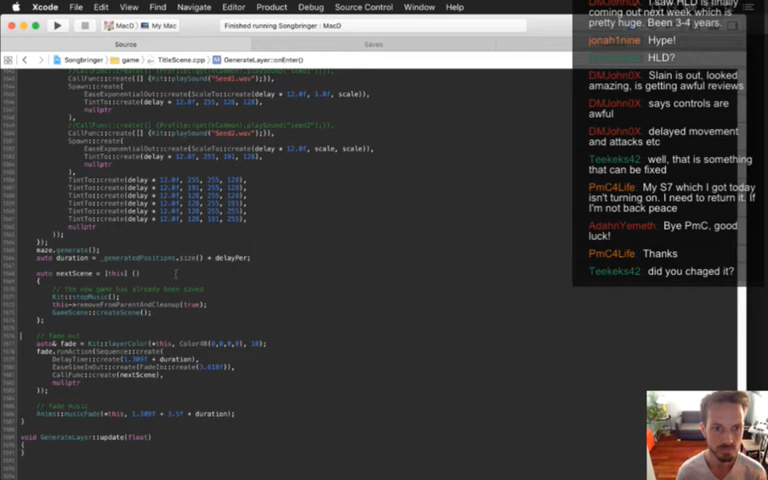 Xcode File Edit View Find Navigate Editor Product Debug Source Control Window
MacD My Mac
Finished running Songbringer | MacD
Source
Saves
Songbringer game TitleScene.cpp GenerateLayer::onEnter()
CallFunc::create([] {Kit::playSound("Seed1.wav");}),
Spawn::create(
EaseExponentialOut::create(ScaleTo::create(delay * 12.0f, 1.0f, scale)),
TintTo::create(delay * 12.0f, 255, 128, 128),
nullptr
),
CallFunc::create([] {Kit::playSound("Seed2.wav");}),
Spawn::create(
EaseExponentialOut::create(ScaleTo::create(delay * 12.0f, scale, scale)),
TintTo::create(delay * 12.0f, 255, 191, 128),
nullptr
),
TintTo::create(delay * 12.0f, 255, 255, 128),
TintTo::create(delay * 12.0f, 191, 255, 128),
TintTo::create(delay * 12.0f, 128, 255, 128),
TintTo::create(delay * 12.0f, 128, 255, 191),
TintTo::create(delay * 12.0f, 128, 255, 255),
TintTo::create(delay * 12.0f, 128, 191, 255),
nullptr
));
});
maze.generate();
auto duration = _generatedPositions.size() * delayPer;
auto nextScene = [this] ()
{
// the new game has already been saved
Kit::stopMusic();
this->removeFromParentAndCleanup(true);
GameScene::createScene();
};
// fade out
auto& fade = Kit::layerColor(*this, Color4B(0,0,0,0), 10);
fade.runAction(Sequence::create(
DelayTime::create(1.309f + duration),
EaseSineInOut::create(FadeIn::create(3.018f)),
CallFunc::create(nextScene),
nullptr
));
// fade music
Anims::musicFade(*this, 1.309f + 3.5f + duration);
}
void GenerateLayer::update(float)
{
}
I saw HLD is finally
coming out next week which is
pretty huge. Been 3-4 years.
jonah1nine Hype!
HLD?
DMJohn0X Slain is out, looked
amazing, is getting awful reviews
DMJohn0X says controls are
awful
DMJohn0X delayed movement
and attacks etc
Teekeks42 well, that is something
that can be fixed
PmC4Life My S7 which I got today
isn't turning on. I need to return it. If
I'm not back peace
AdahnYemeth Bye PmC, good
luck!
PmC4Life Thanks
Teekeks42 did you chaged it?